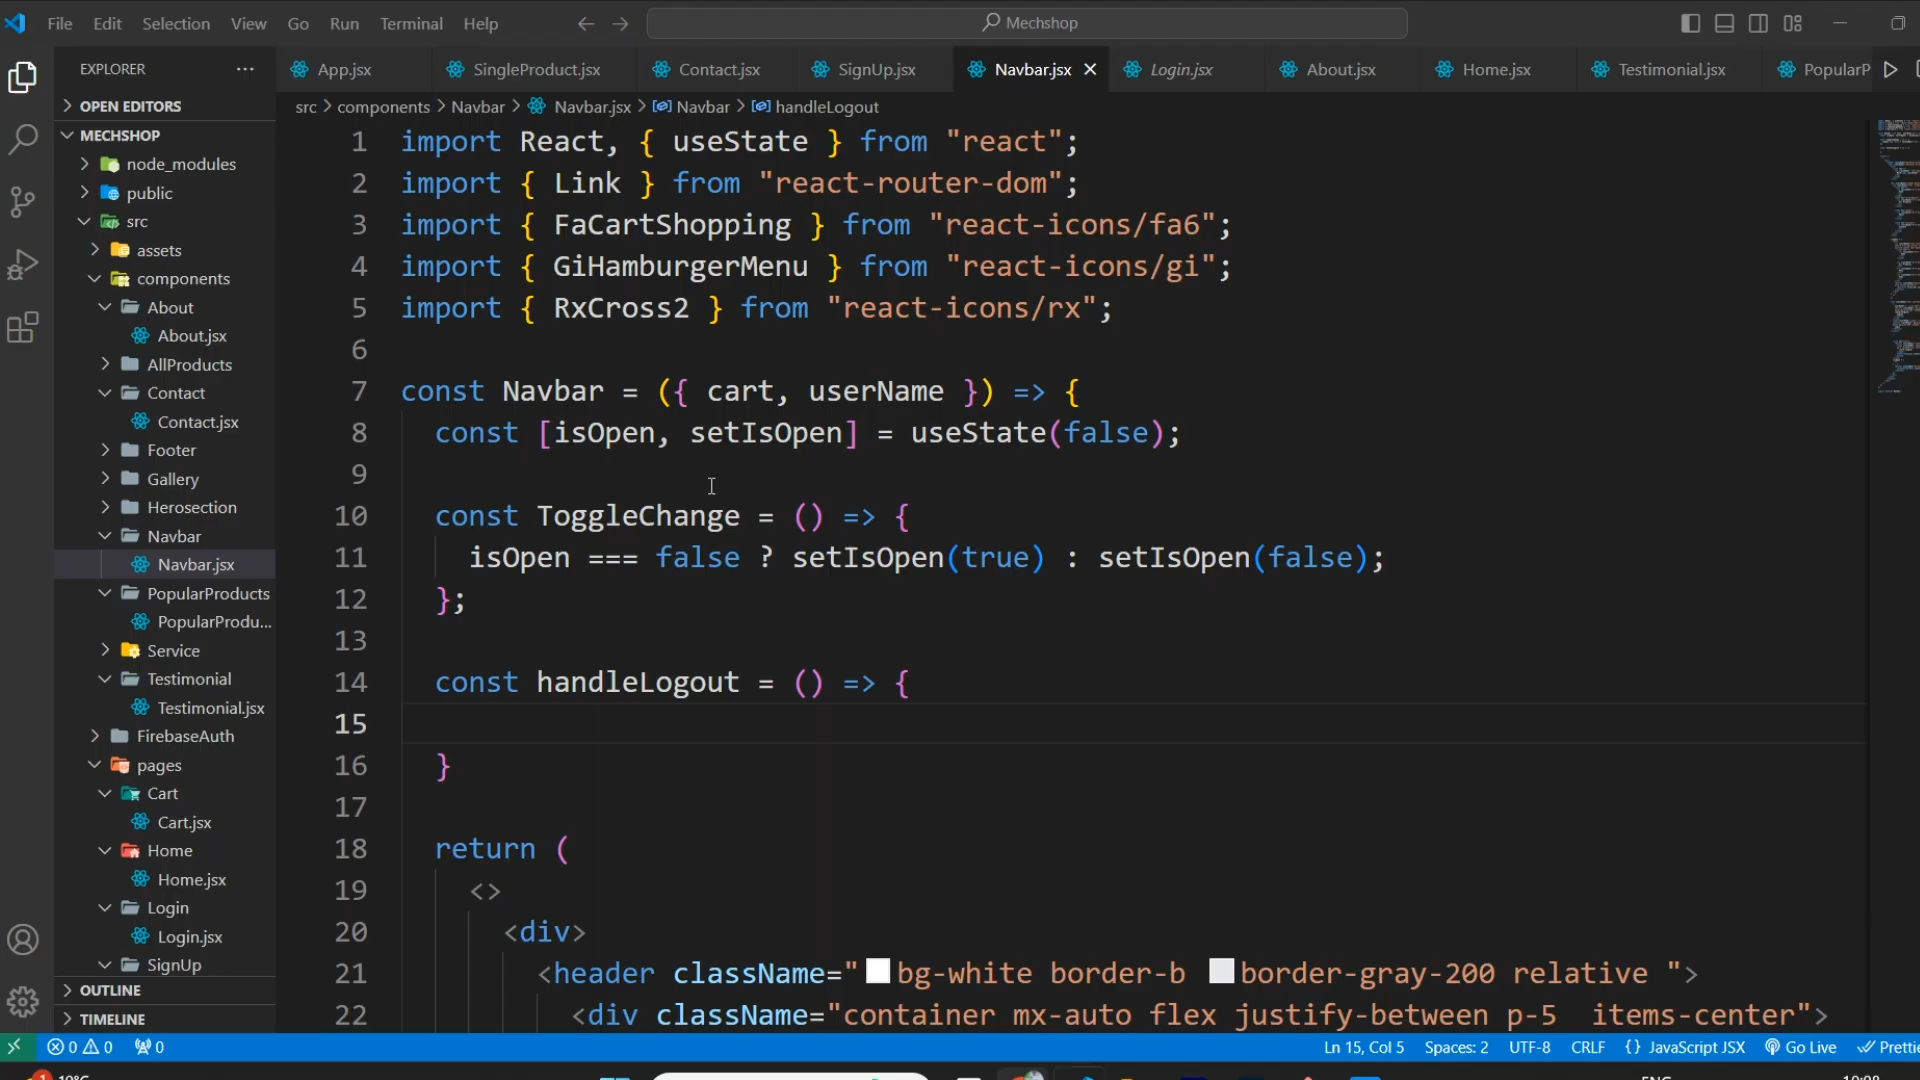 File Edit Selection View Go Run Terminal Help
Mechshop
EXPLORER
App.jsx
SingleProduct.jsx
Contact.jsx
SignUp.jsx
Navbar.jsx
Login.jsx
About.jsx
Home.jsx
Testimonial.jsx
PopularP
OPEN EDITORS
MECHSHOP
node_modules
public
src
assets
components
About
About.jsx
AllProducts
Contact
Contact.jsx
Footer
Gallery
Herosection
Navbar
Navbar.jsx
PopularProducts
PopularProdu...
Service
Testimonial
Testimonial.jsx
FirebaseAuth
pages
Cart
Cart.jsx
Home
Home.jsx
Login
Login.jsx
SignUp
OUTLINE
TIMELINE
src > components > Navbar > Navbar.jsx > Navbar > handleLogout
1 import React, { useState } from "react";
2 import { Link } from "react-router-dom";
3 import { FaCartShopping } from "react-icons/fa6";
4 import { GiHamburgerMenu } from "react-icons/gi";
5 import { RxCross2 } from "react-icons/rx";
6
7 const Navbar = ({ cart, userName }) => {
8 const [isOpen, setIsOpen] = useState(false);
9
10 const ToggleChange = () => {
11 isOpen === false ? setIsOpen(true) : setIsOpen(false);
12 };
13
14 const handleLogout = () => {
15
16 }
17
18 return (
19 <>
20 <div>
21 <header className="bg-white border-b border-gray-200 relative ">
22 <div className="container mx-auto flex justify-between p-5  items-center">
0 0 0
Ln 15, Col 5 Spaces: 2 UTF-8 CRLF {} JavaScript JSX Go Live Prettie